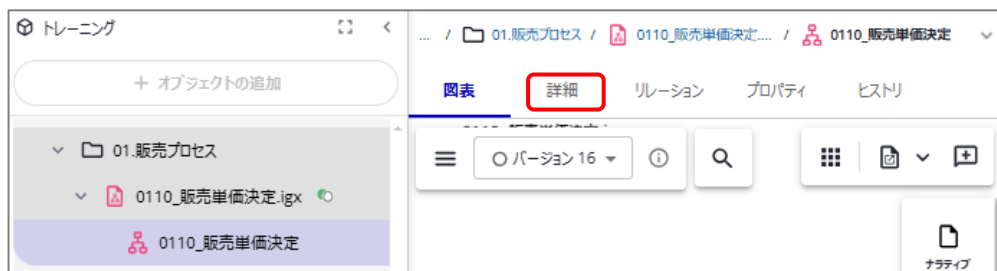 トレーニング
+ オブジェクトの追加
01.販売プロセス
0110_販売単価決定.igx
0110_販売単価決定
... / 01.販売プロセス / 0110_販売単価決定.... / 0110_販売単価決定
図表 詳細 リレーション プロパティ ヒストリ
バージョン 16
ナラティブ